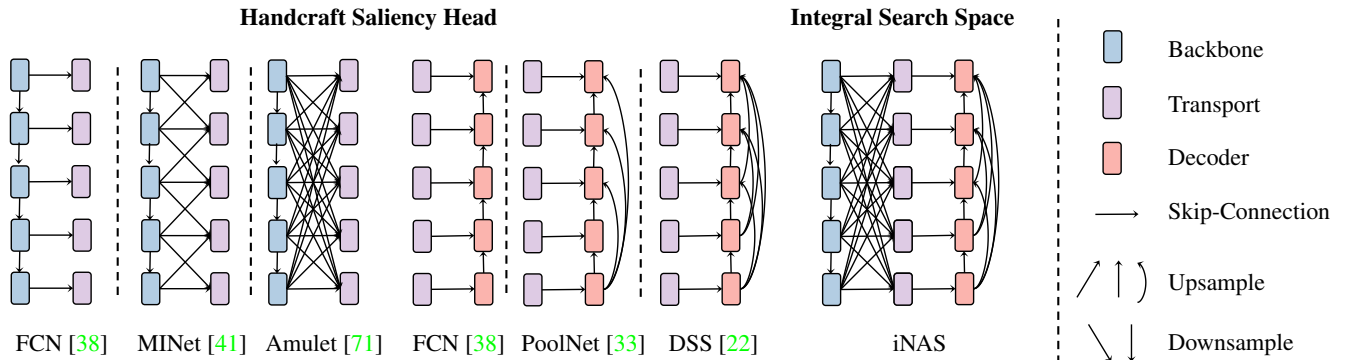 Handcraft Saliency Head
Integral Search Space
FCN [38]
MINet [41]
Amulet [71]
FCN [38]
PoolNet [33]
DSS [22]
iNAS
Backbone
Transport
Decoder
Skip-Connection
Upsample
Downsample